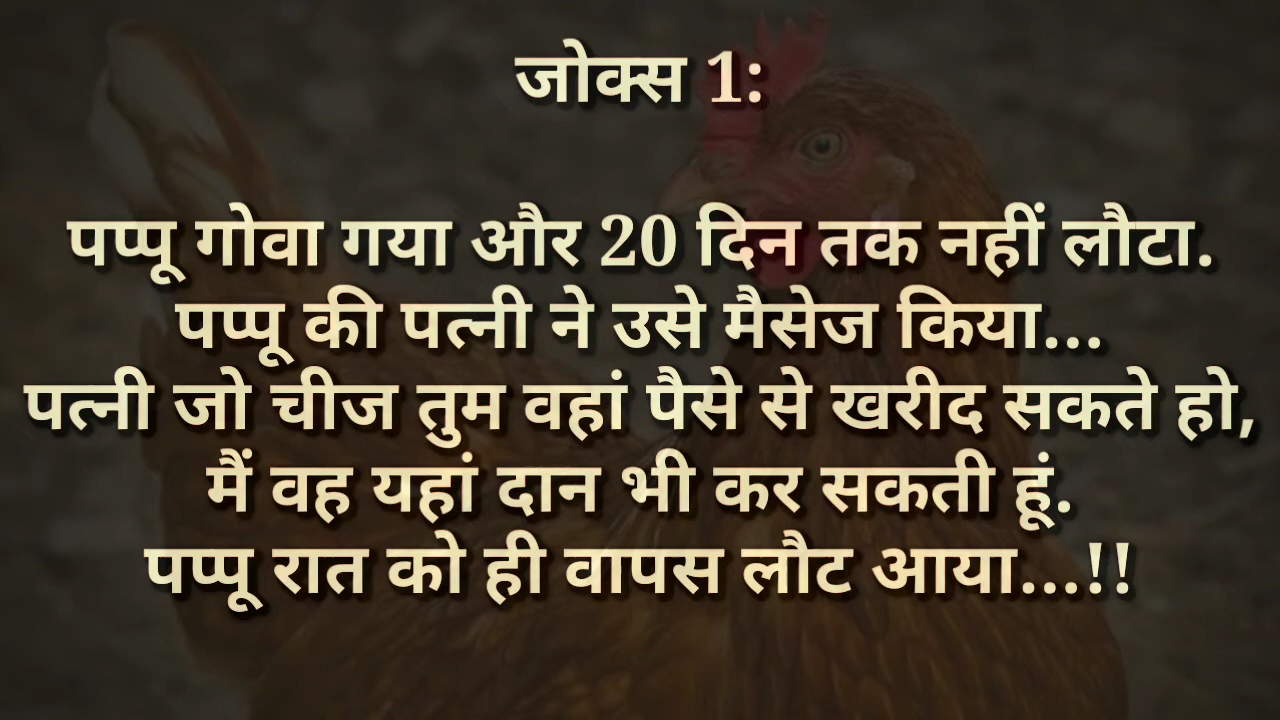 जोक्स 1:
पप्पू गोवा गया और 20 दिन तक नहीं लौटा.
पप्पू की पत्नी ने उसे मैसेज किया...
पत्नी जो चीज तुम वहां पैसे से खरीद सकते हो,
मैं वह यहां दान भी कर सकती हूं.
पप्पू रात को ही वापस लौट आया...!!